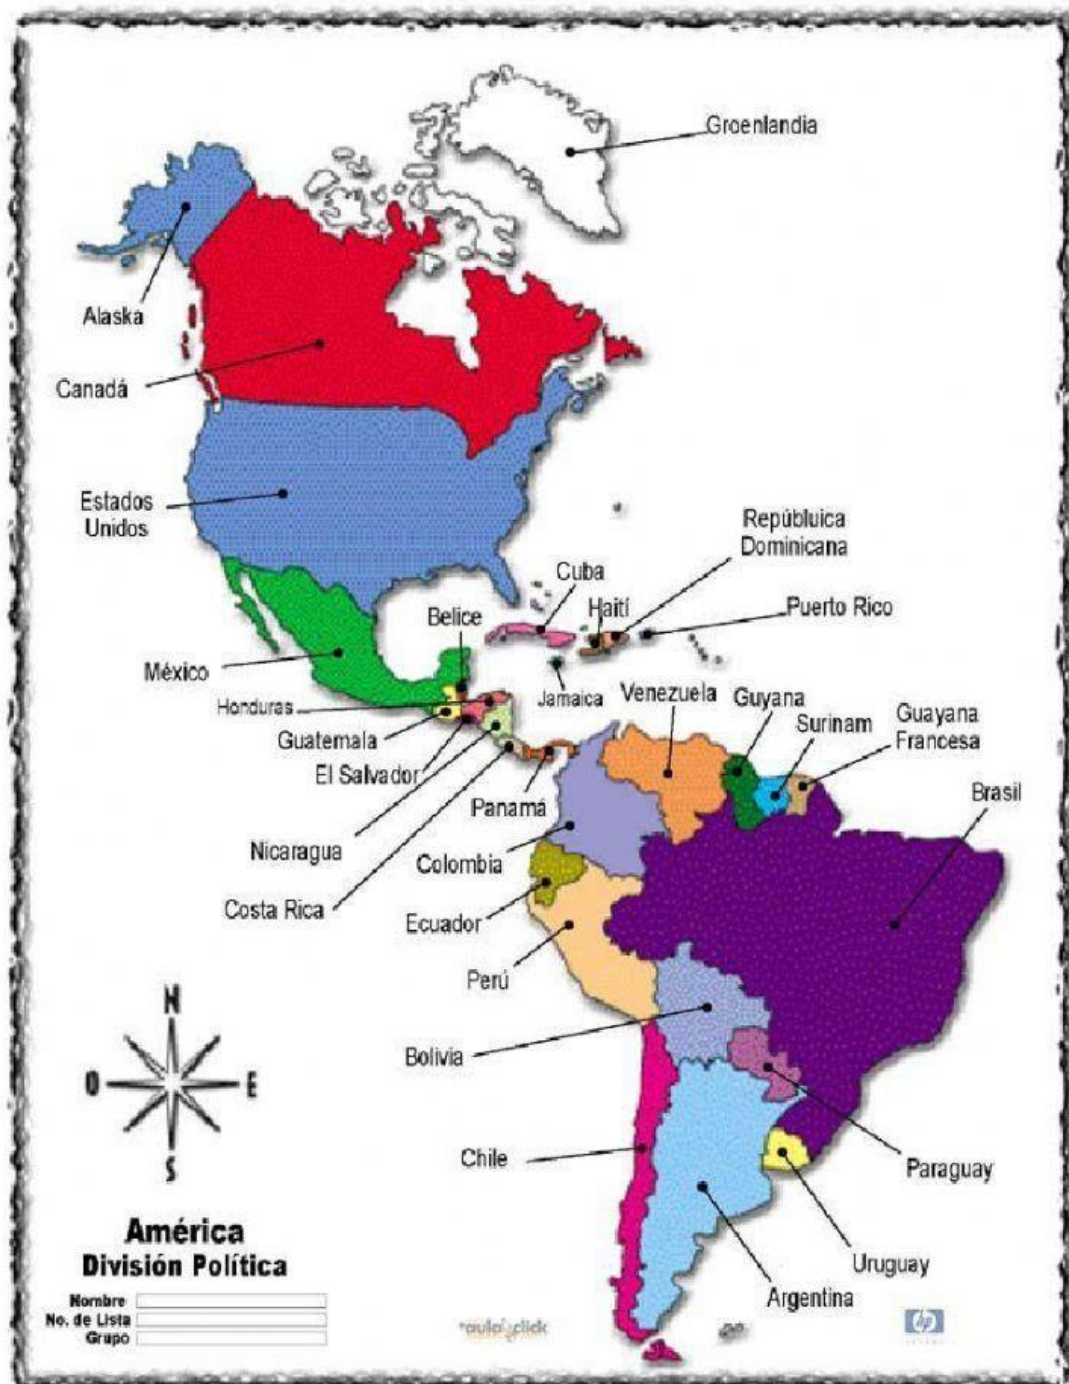 Groenlandia
Alaska
Canadá
Estados
Unidos
Repúbluica
Dominicana
Cuba
Haití
Puerto Rico
Belice
México
Honduras
Jamaica
Venezuela
Guyana
Surinam
Guayana
Francesa
Guatemala
El Salvador
Panamá
Brasil
Nicaragua
Colombia
Costa Rica
Ecuador
Perú
Bolivia
Chile
Paraguay
Uruguay
Argentina
N
O
E
S
América
División Política
Nombre
No. de Lista
Grupo
aulaclick
hp